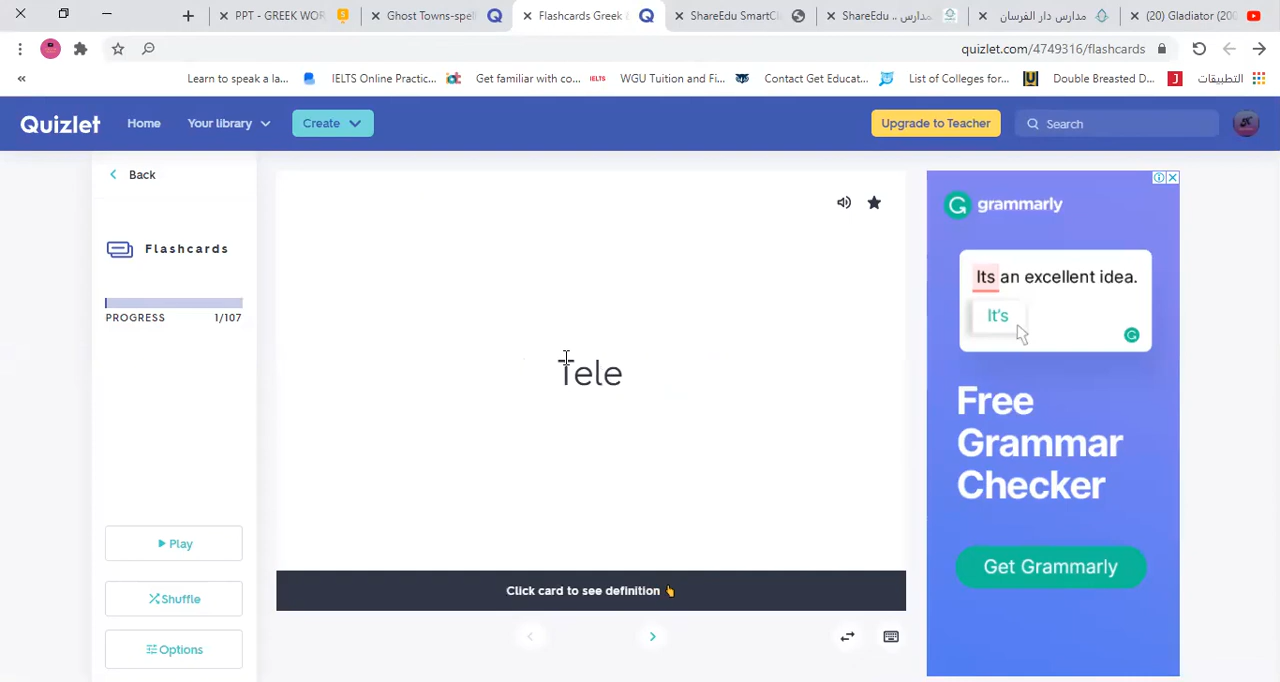 PPT - GREEK WOR
Ghost Towns-spel
Flashcards Greek
ShareEdu SmartCl
ShareEdu .. مدارس
مدارس دار الفرسان
(20) Gladiator (200
quizlet.com/4749316/flashcards
Learn to speak a la...
IELTS Online Practic...
Get familiar with co...
IELTS
WGU Tuition and Fi...
Contact Get Educat...
List of Colleges for...
Double Breasted D...
J
التطبيقات
Quizlet
Home
Your library
Create
Upgrade to Teacher
Search
Back
Flashcards
PROGRESS 1/107
Tele
Play
Shuffle
Options
Click card to see definition
grammarly
Its an excellent idea.
It's
Free
Grammar
Checker
Get Grammarly